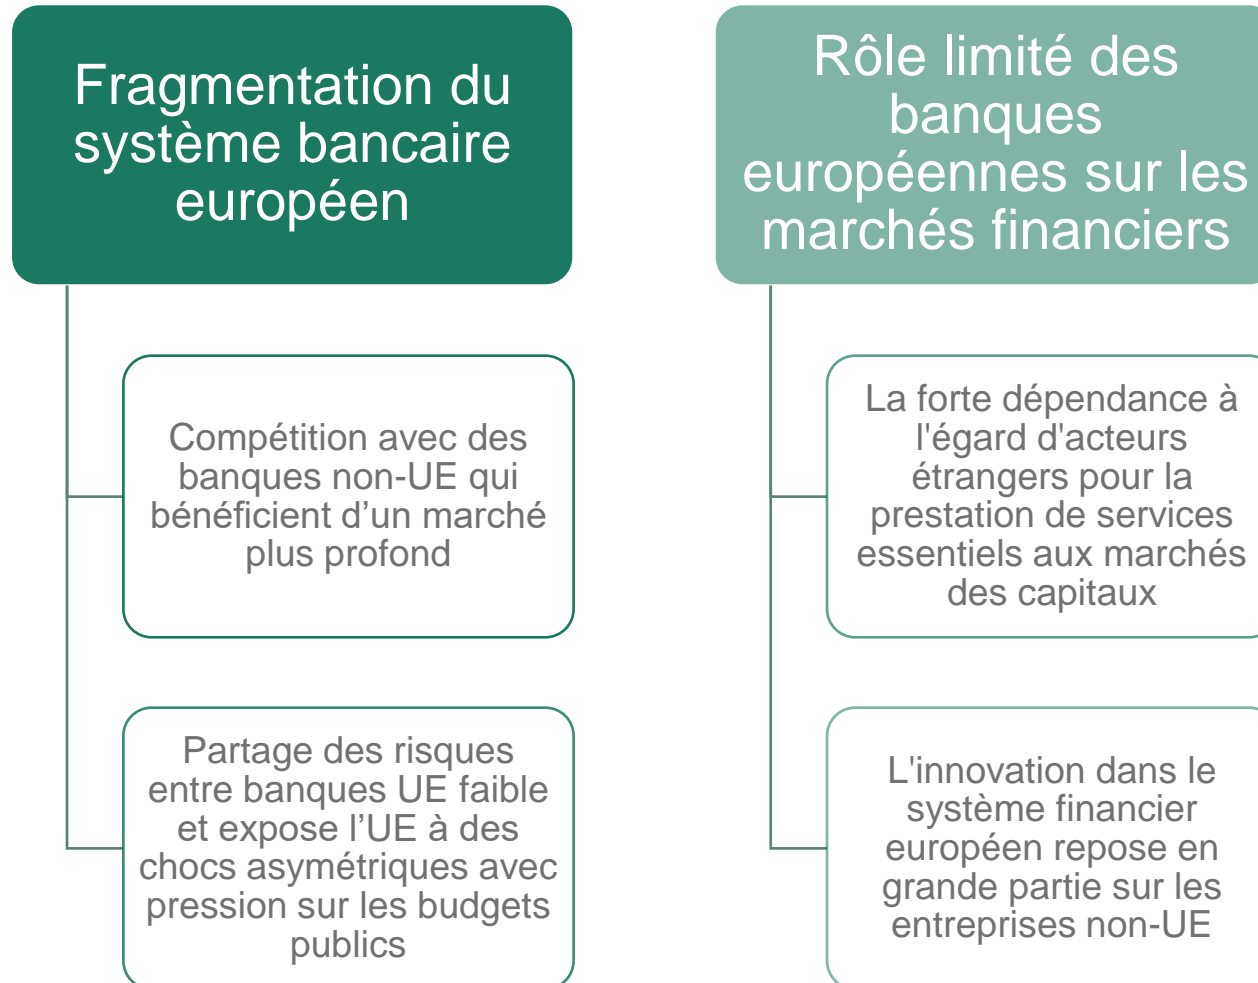 Fragmentation du
système bancaire
européen
Compétition avec des
banques non-UE qui
bénéficient d’un marché
plus profond
Partage des risques
entre banques UE faible
et expose l’UE à des
chocs asymétriques avec
pression sur les budgets
publics
Rôle limité des
banques
européennes sur les
marchés financiers
La forte dépendance à
l'égard d'acteurs
étrangers pour la
prestation de services
essentiels aux marchés
des capitaux
L'innovation dans le
système financier
européen repose en
grande partie sur les
entreprises non-UE